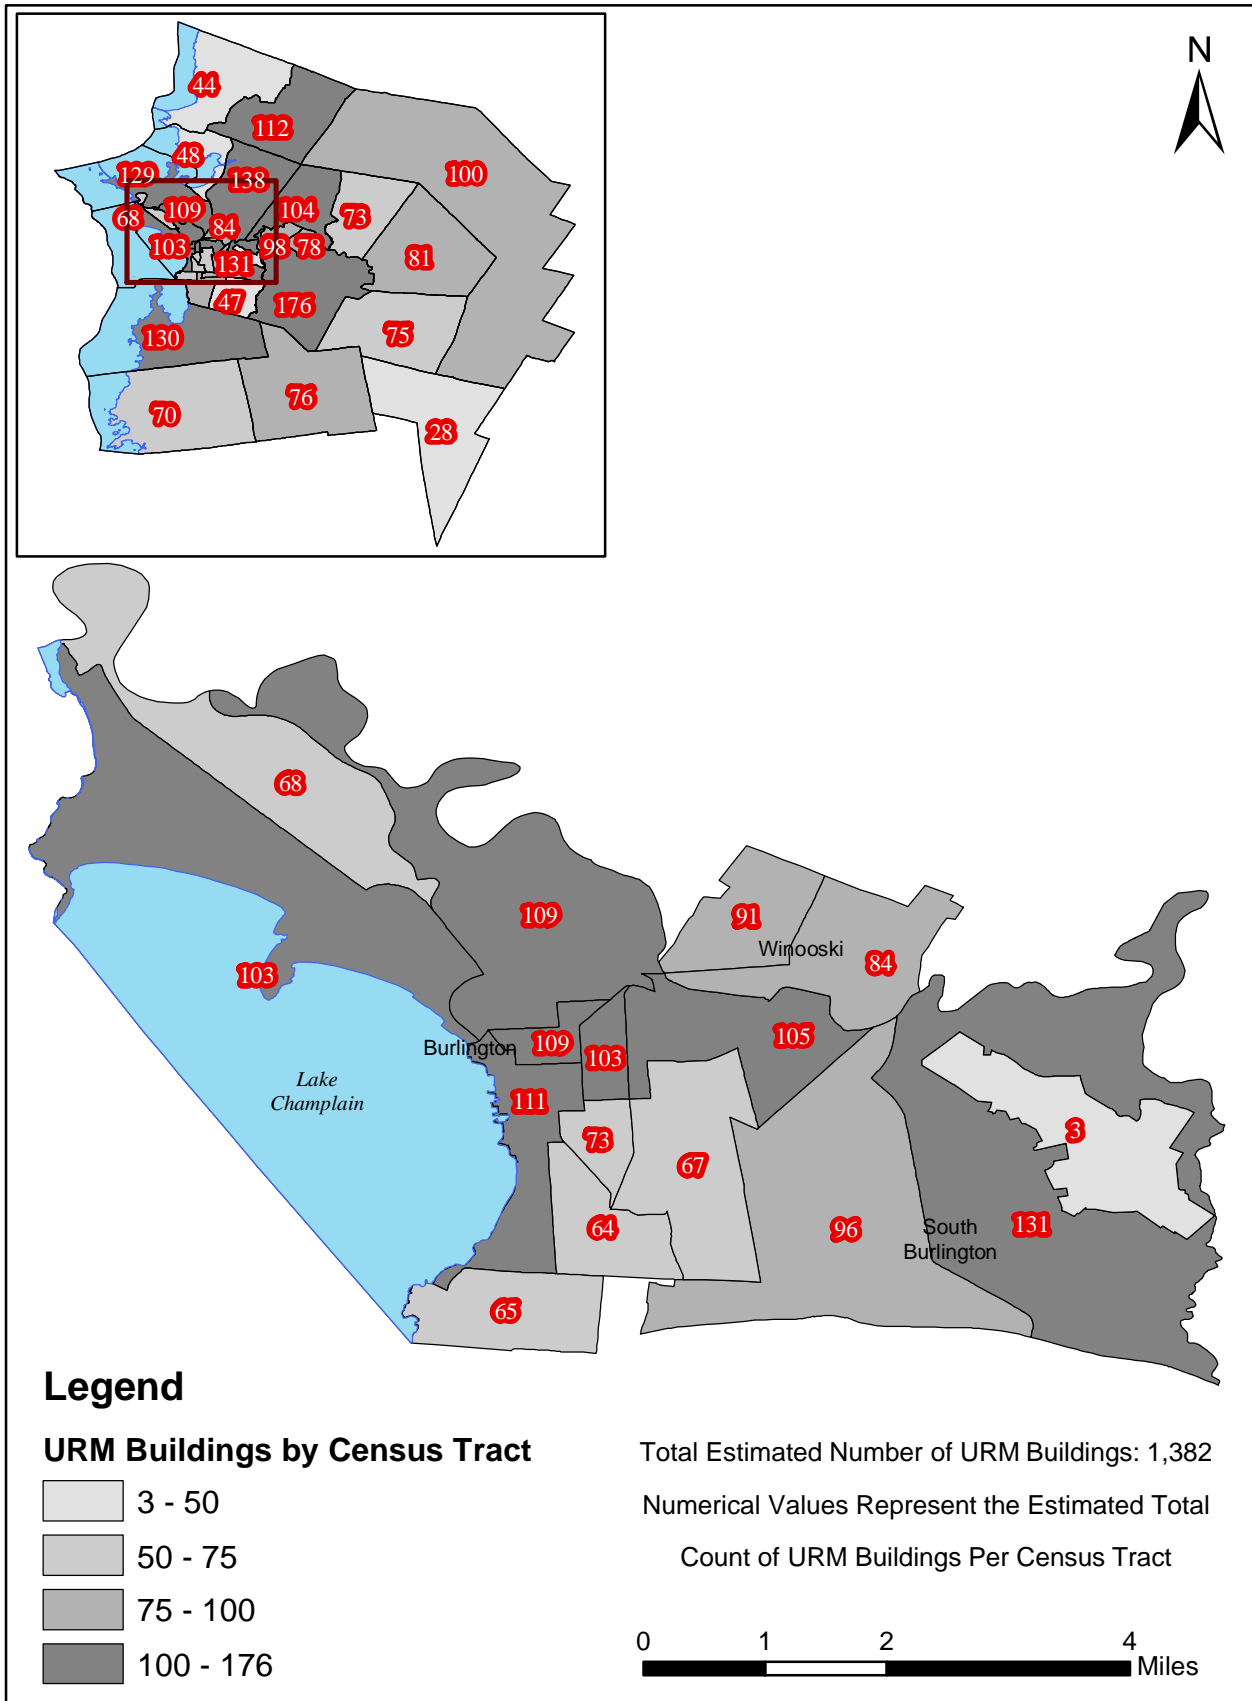 N
44
112
48
129
138
100
109
104
73
68
84
103
98
78
131
81
47
176
130
75
70
76
28
68
109
91
Winooski
84
103
Burlington
109
103
105
Lake
Champlain
111
73
3
67
64
96
South
Burlington
131
65
Legend
URM Buildings by Census Tract
3 - 50
50 - 75
75 - 100
100 - 176
Total Estimated Number of URM Buildings: 1,382
Numerical Values Represent the Estimated Total
Count of URM Buildings Per Census Tract
0 1 2 4
Miles